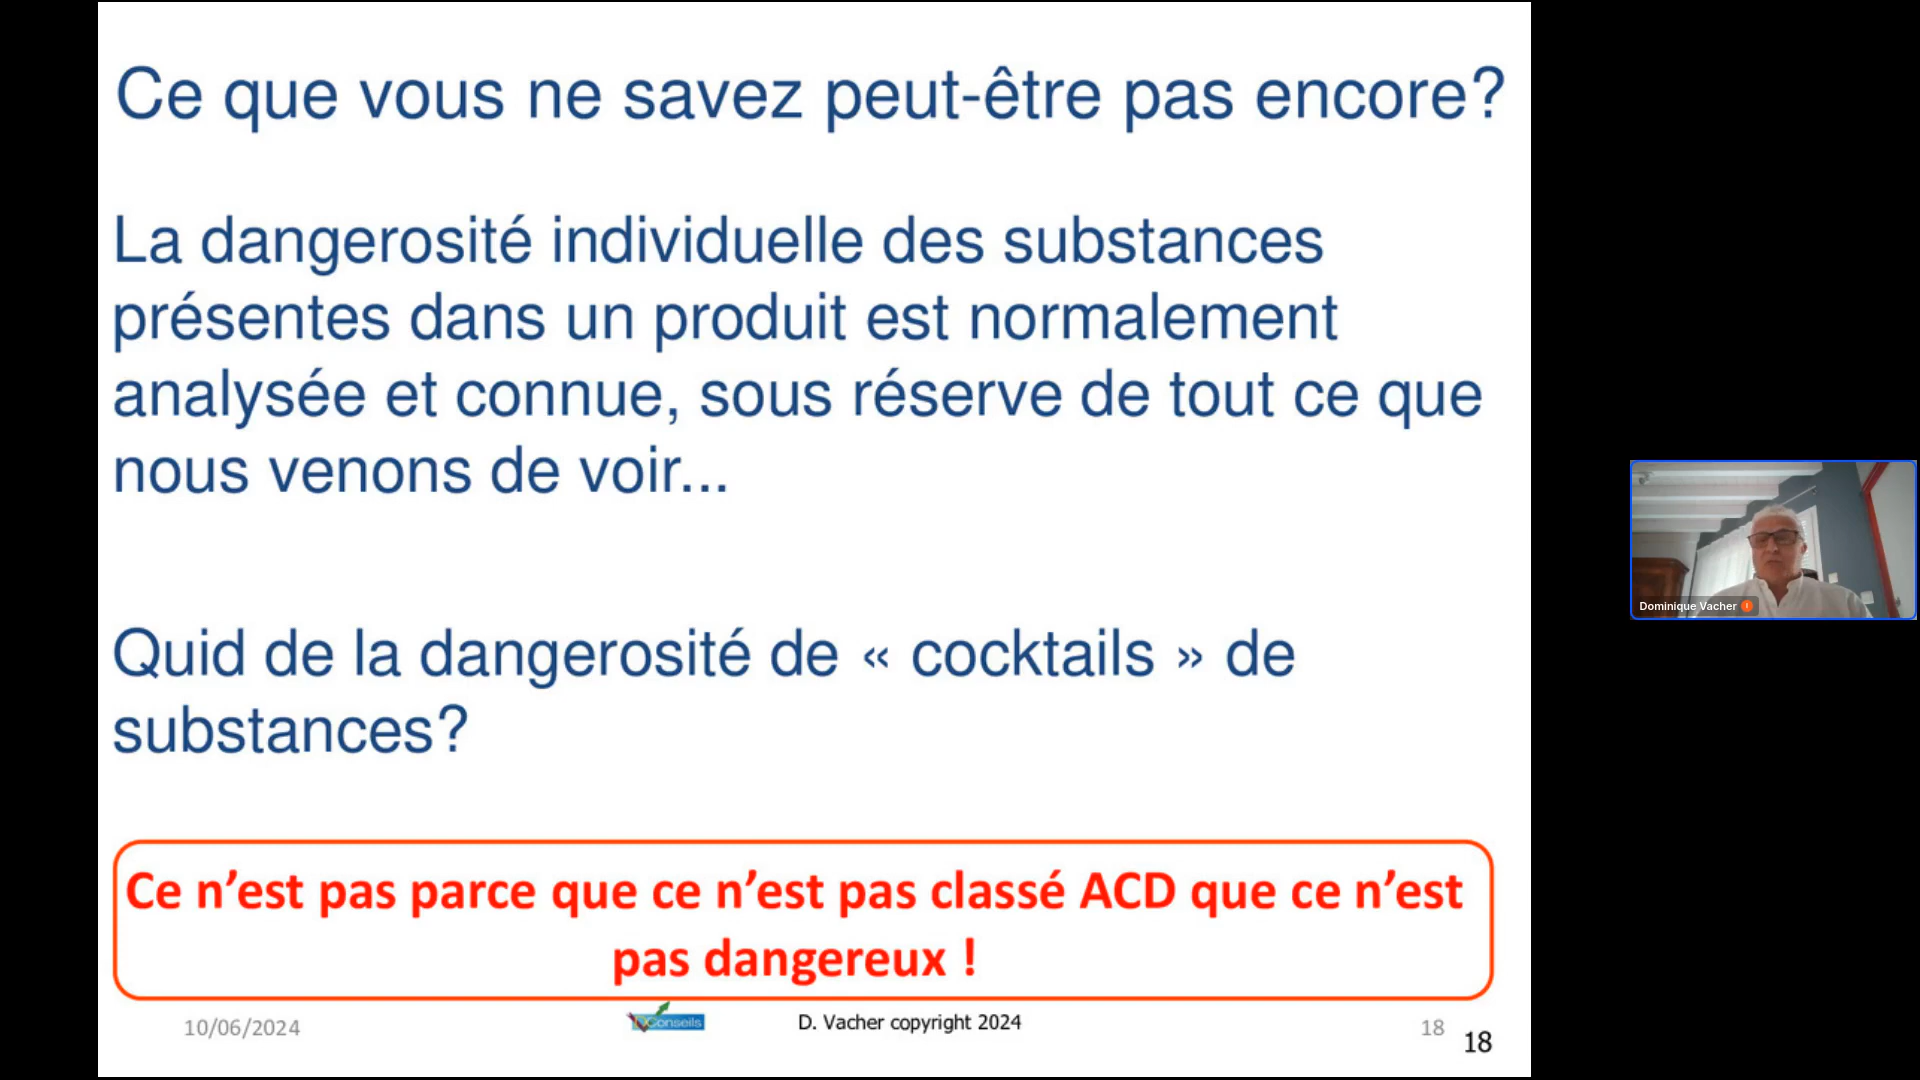 Ce que vous ne savez peut-être pas encore?
La dangerosité individuelle des substances
présentes dans un produit est normalement
analysée et connue, sous réserve de tout ce que
nous venons de voir...
Quid de la dangerosité de « cocktails » de
substances?
Ce n’est pas parce que ce n’est pas classé ACD que ce n’est
pas dangereux !
10/06/2024
Conseils
D. Vacher copyright 2024
18
18
Dominique Vacher